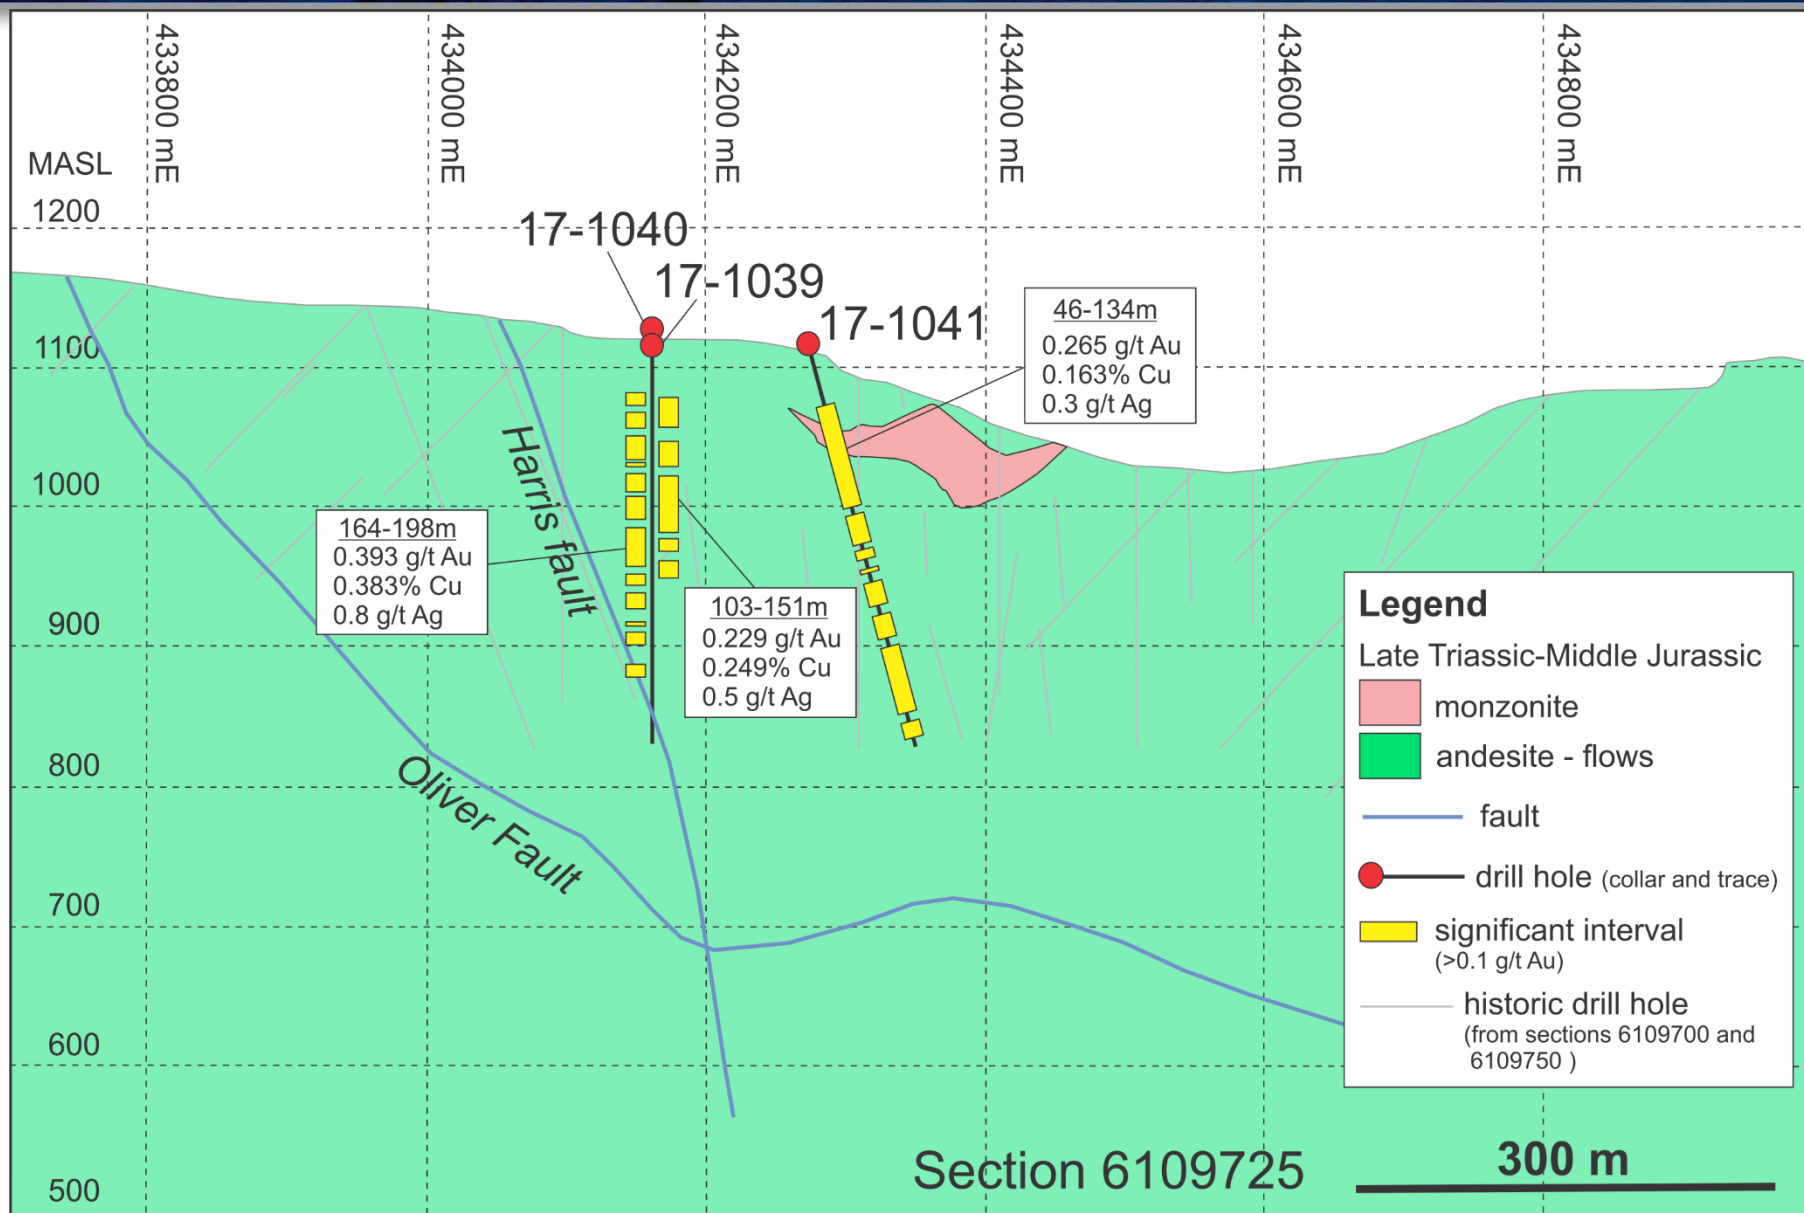 433800 mE
434000 mE
434200 mE
434400 mE
434600 mE
434800 mE
MASL
1200
1100
1000
900
800
700
600
500
17-1040
17-1039
17-1041
46-134m
0.265 g/t Au
0.163% Cu
0.3 g/t Ag
164-198m
0.393 g/t Au
0.383% Cu
0.8 g/t Ag
103-151m
0.229 g/t Au
0.249% Cu
0.5 g/t Ag
Harris fault
Oliver Fault
Legend
Late Triassic-Middle Jurassic
monzonite
andesite - flows
fault
drill hole (collar and trace)
significant interval
(>0.1 g/t Au)
historic drill hole
(from sections 6109700 and
6109750 )
Section 6109725
300 m